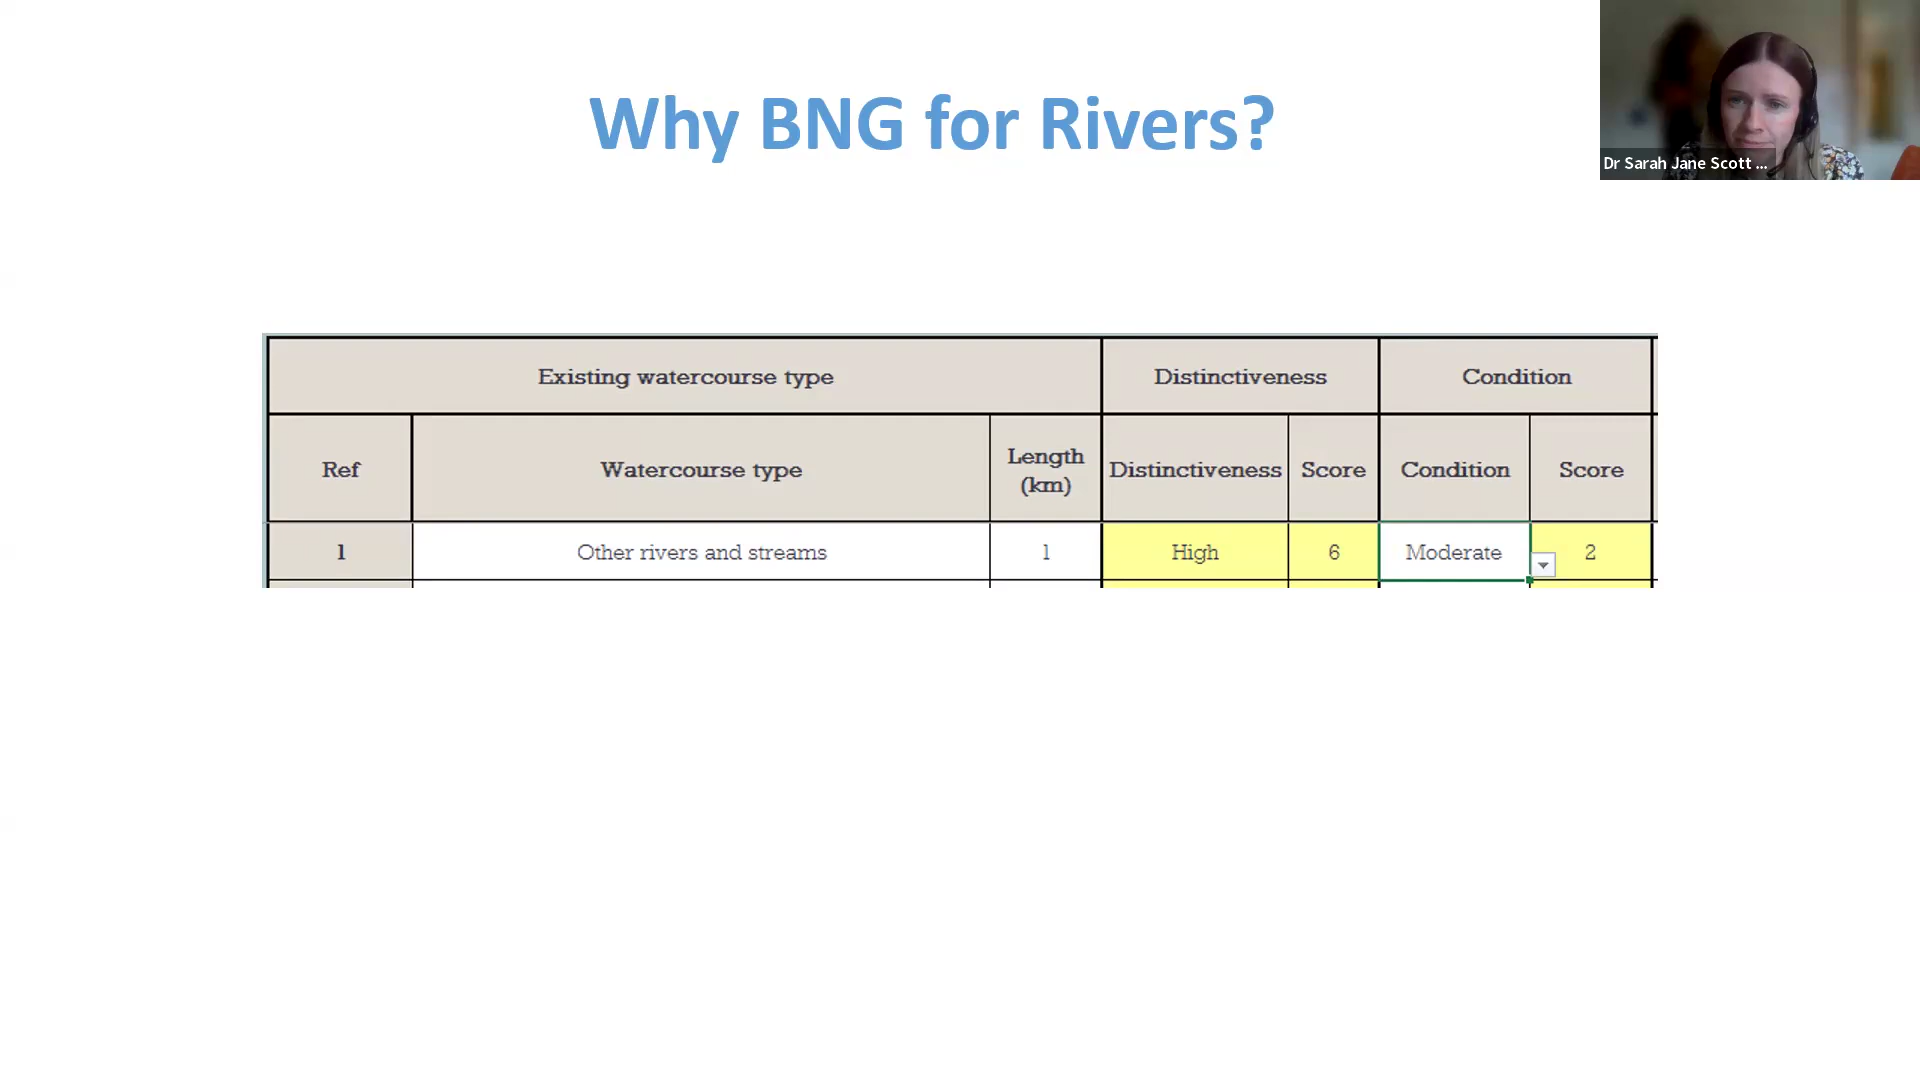 Why BNG for Rivers?
Dr Sarah Jane Scott ...
Existing watercourse type Distinctiveness Condition
Ref Watercourse type Length (km) Distinctiveness Score Condition Score
1 Other rivers and streams 1 High 6 Moderate 2